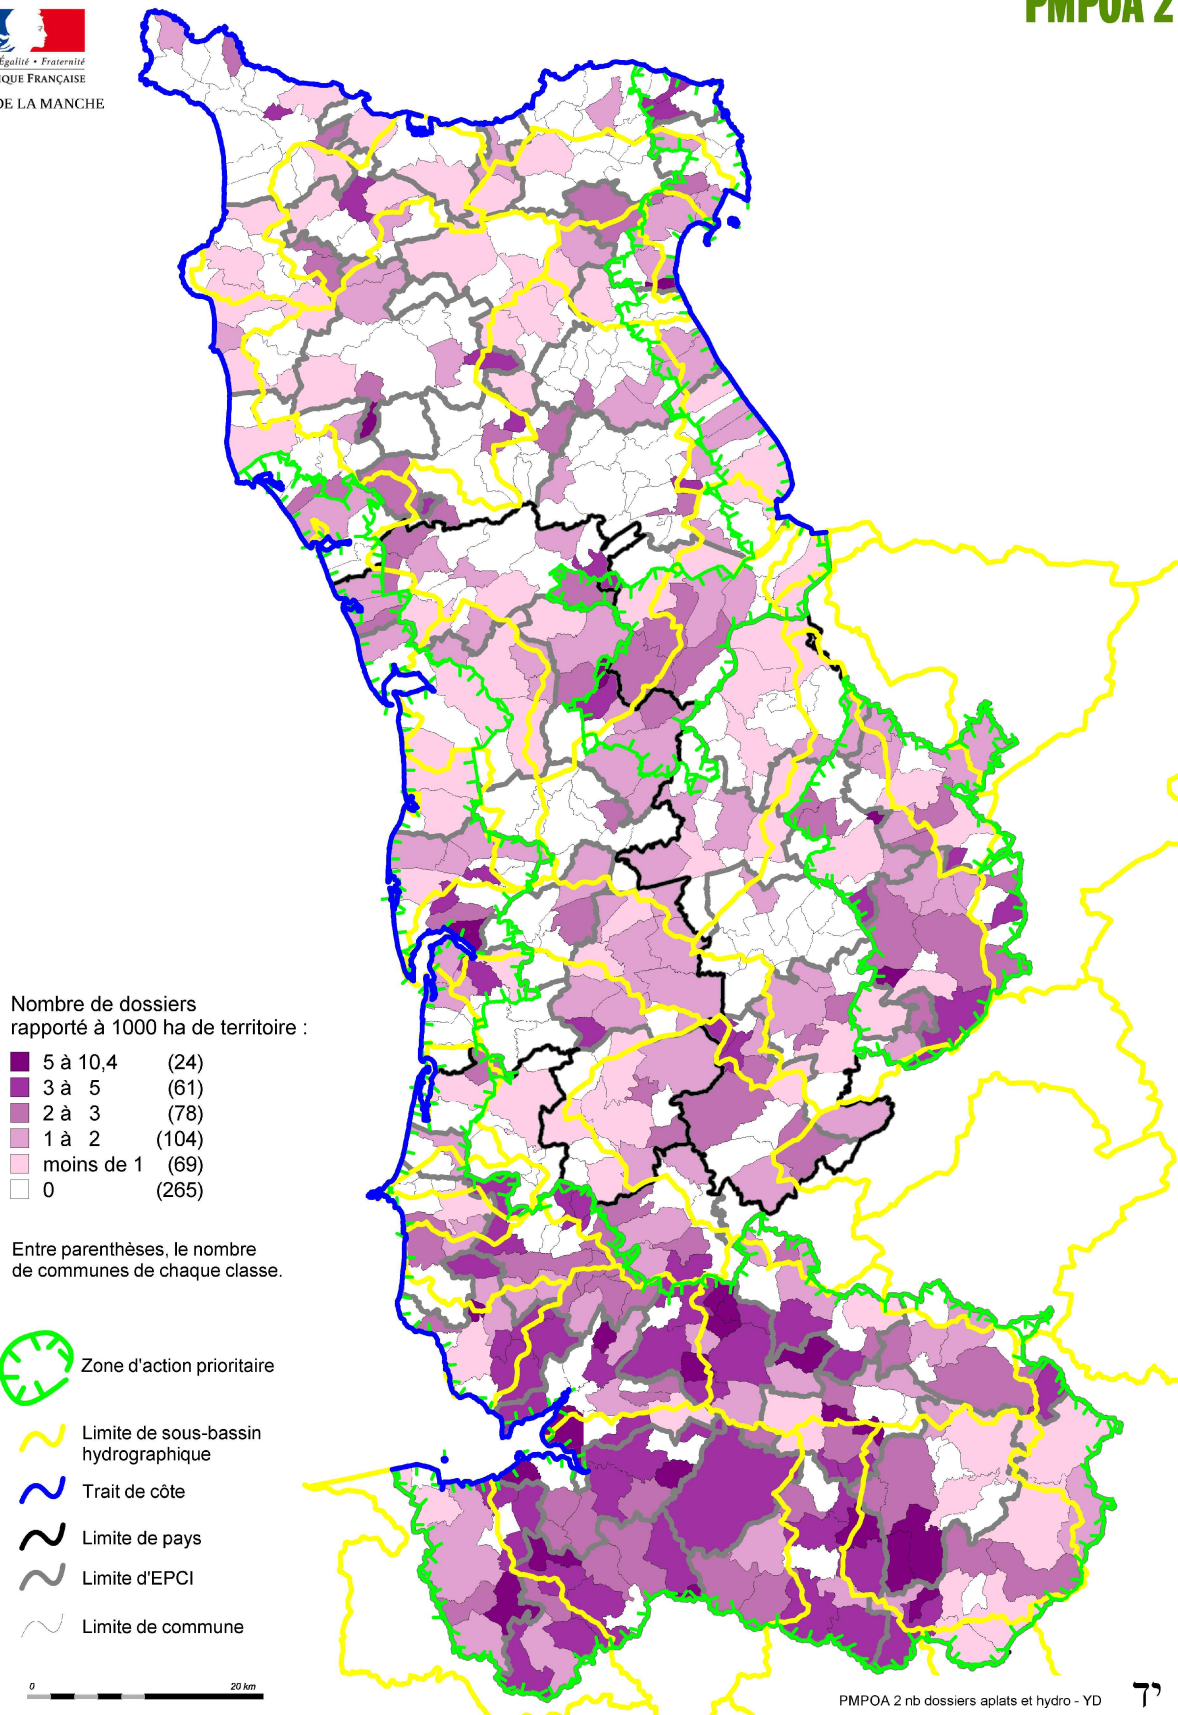 PMPOA 2
Égalité • Fraternité
QUE FRANÇAISE
DE LA MANCHE
Nombre de dossiers
rapporté à 1000 ha de territoire :
5 à 10,4 (24)
3 à 5 (61)
2 à 3 (78)
1 à 2 (104)
moins de 1 (69)
0 (265)
Entre parenthèses, le nombre
de communes de chaque classe.
Zone d'action prioritaire
Limite de sous-bassin
hydrographique
Trait de côte
Limite de pays
Limite d'EPCI
Limite de commune
0 20 km
PMPOA 2 nb dossiers aplats et hydro - YD